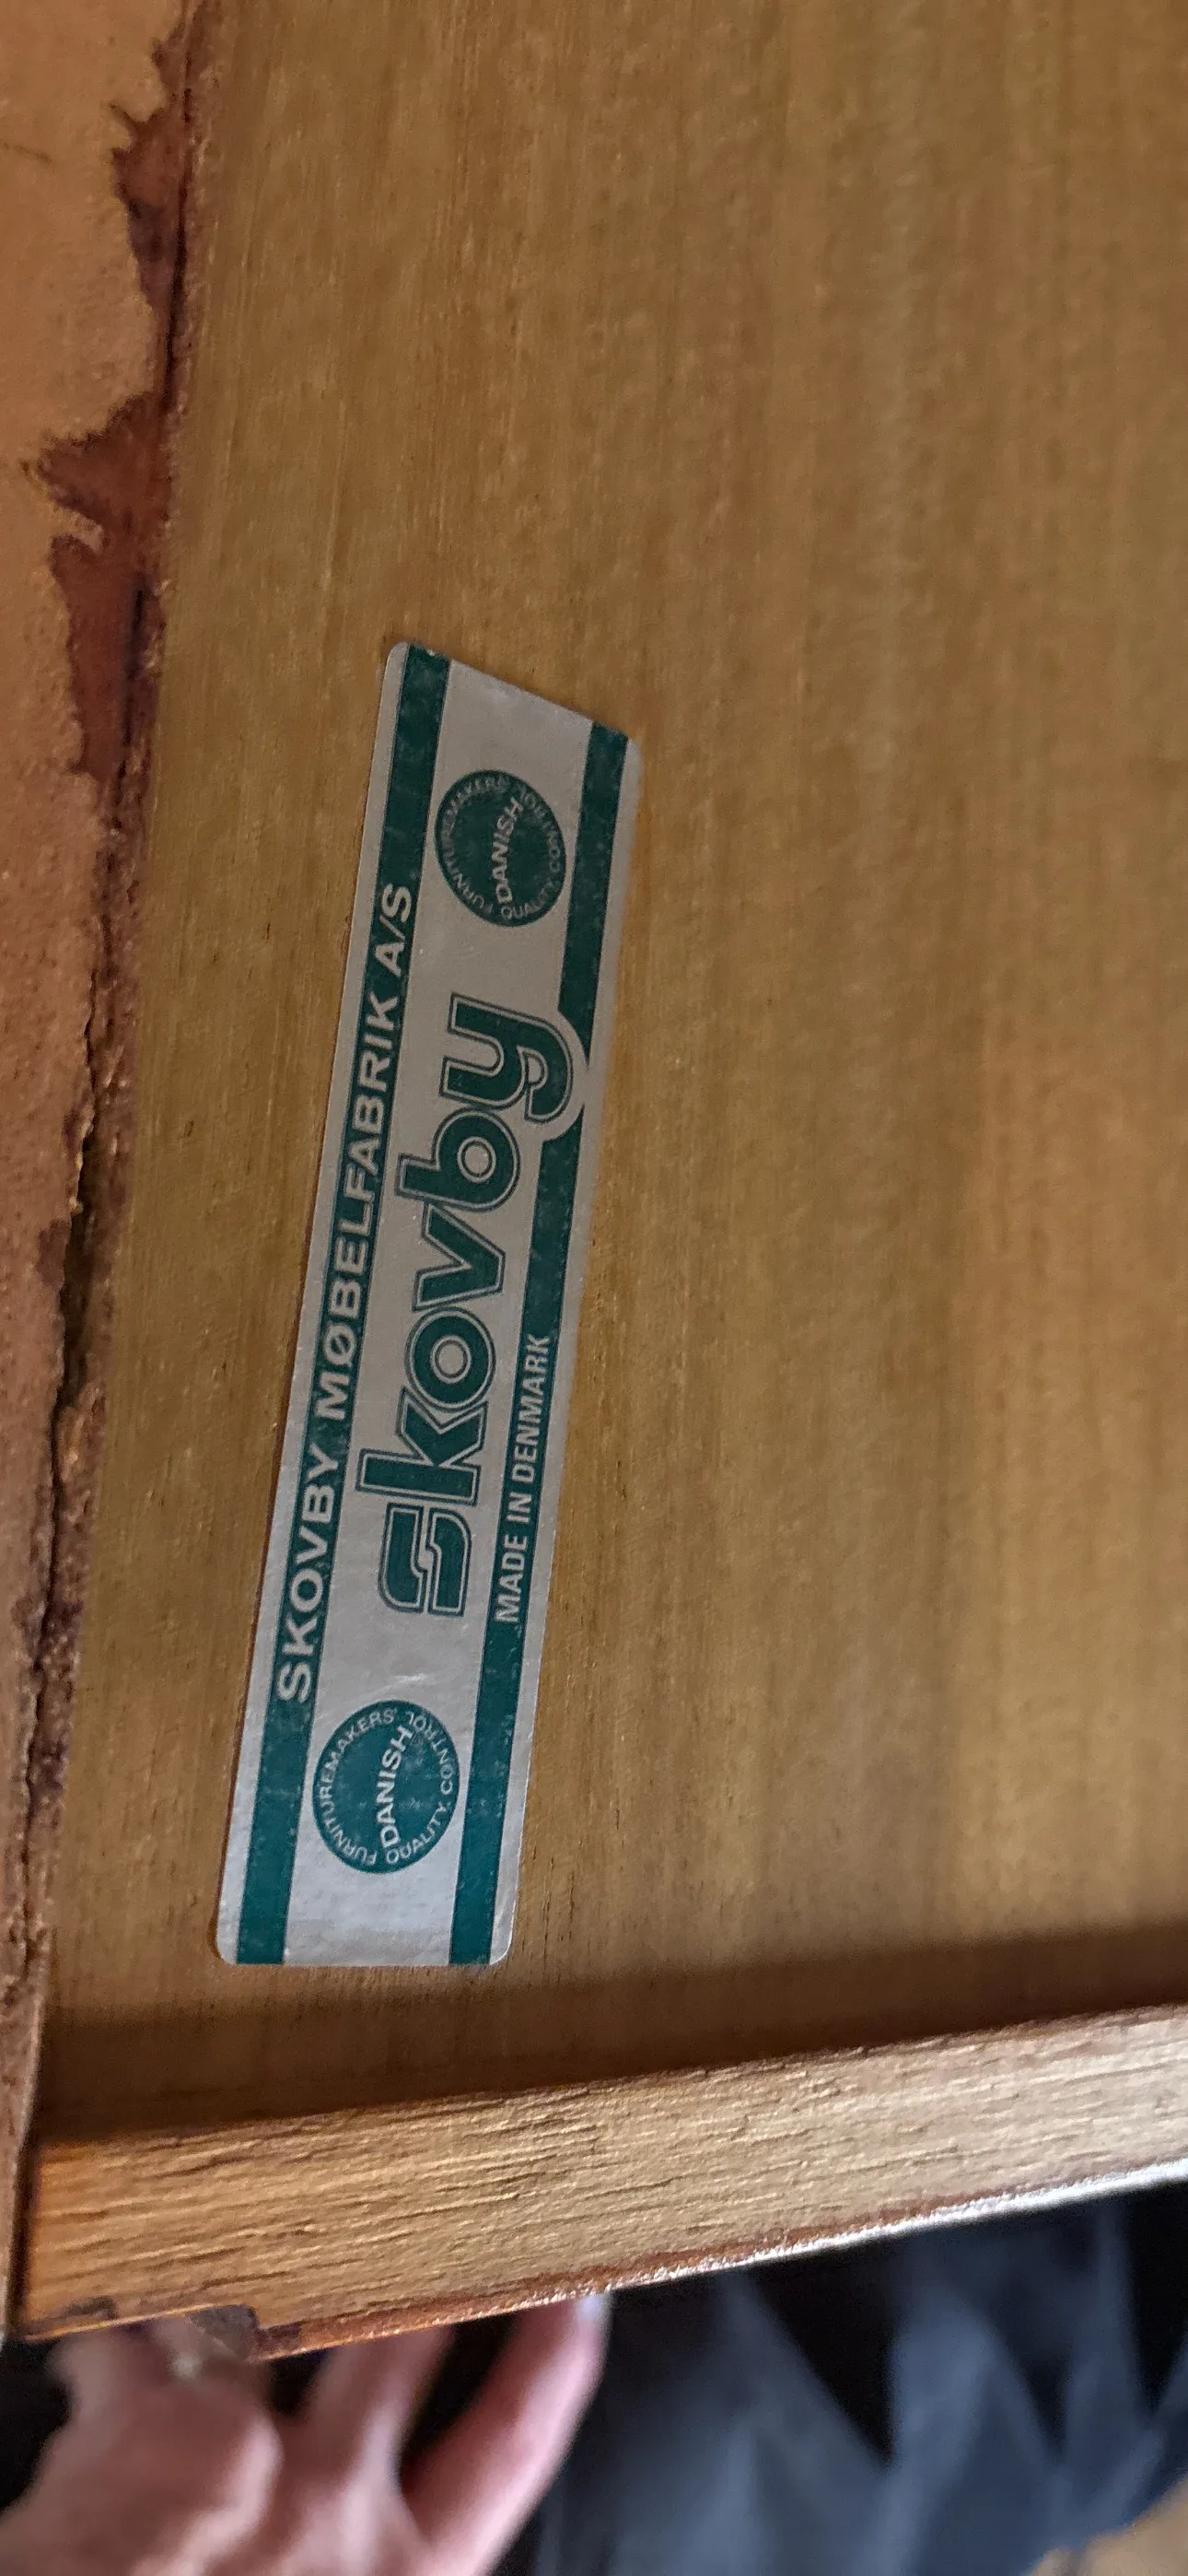 SKOVBY MØBELFABRIK A/S
FURNITUREMAKERS'
DANISH
QUALITY CONTROL
skovby
FURNITUREMAKERS'
DANISH
QUALITY CONTROL
MADE IN DENMARK